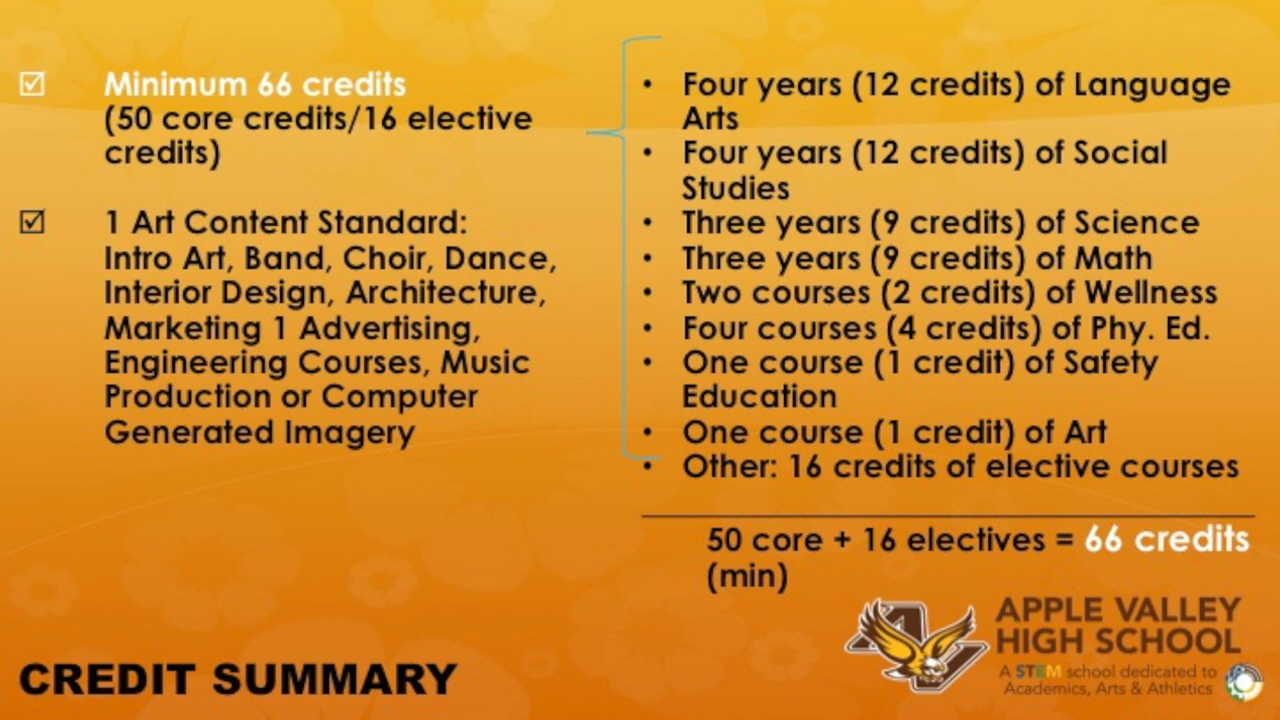 ☑ Minimum 66 credits
(50 core credits/16 elective
credits)
☑ 1 Art Content Standard:
Intro Art, Band, Choir, Dance,
Interior Design, Architecture,
Marketing 1 Advertising,
Engineering Courses, Music
Production or Computer
Generated Imagery
• Four years (12 credits) of Language
Arts
• Four years (12 credits) of Social
Studies
• Three years (9 credits) of Science
• Three years (9 credits) of Math
• Two courses (2 credits) of Wellness
• Four courses (4 credits) of Phy. Ed.
• One course (1 credit) of Safety
Education
• One course (1 credit) of Art
• Other: 16 credits of elective courses
50 core + 16 electives = 66 credits
(min)
CREDIT SUMMARY
APPLE VALLEY
HIGH SCHOOL
A STEM school dedicated to
Academics, Arts & Athletics